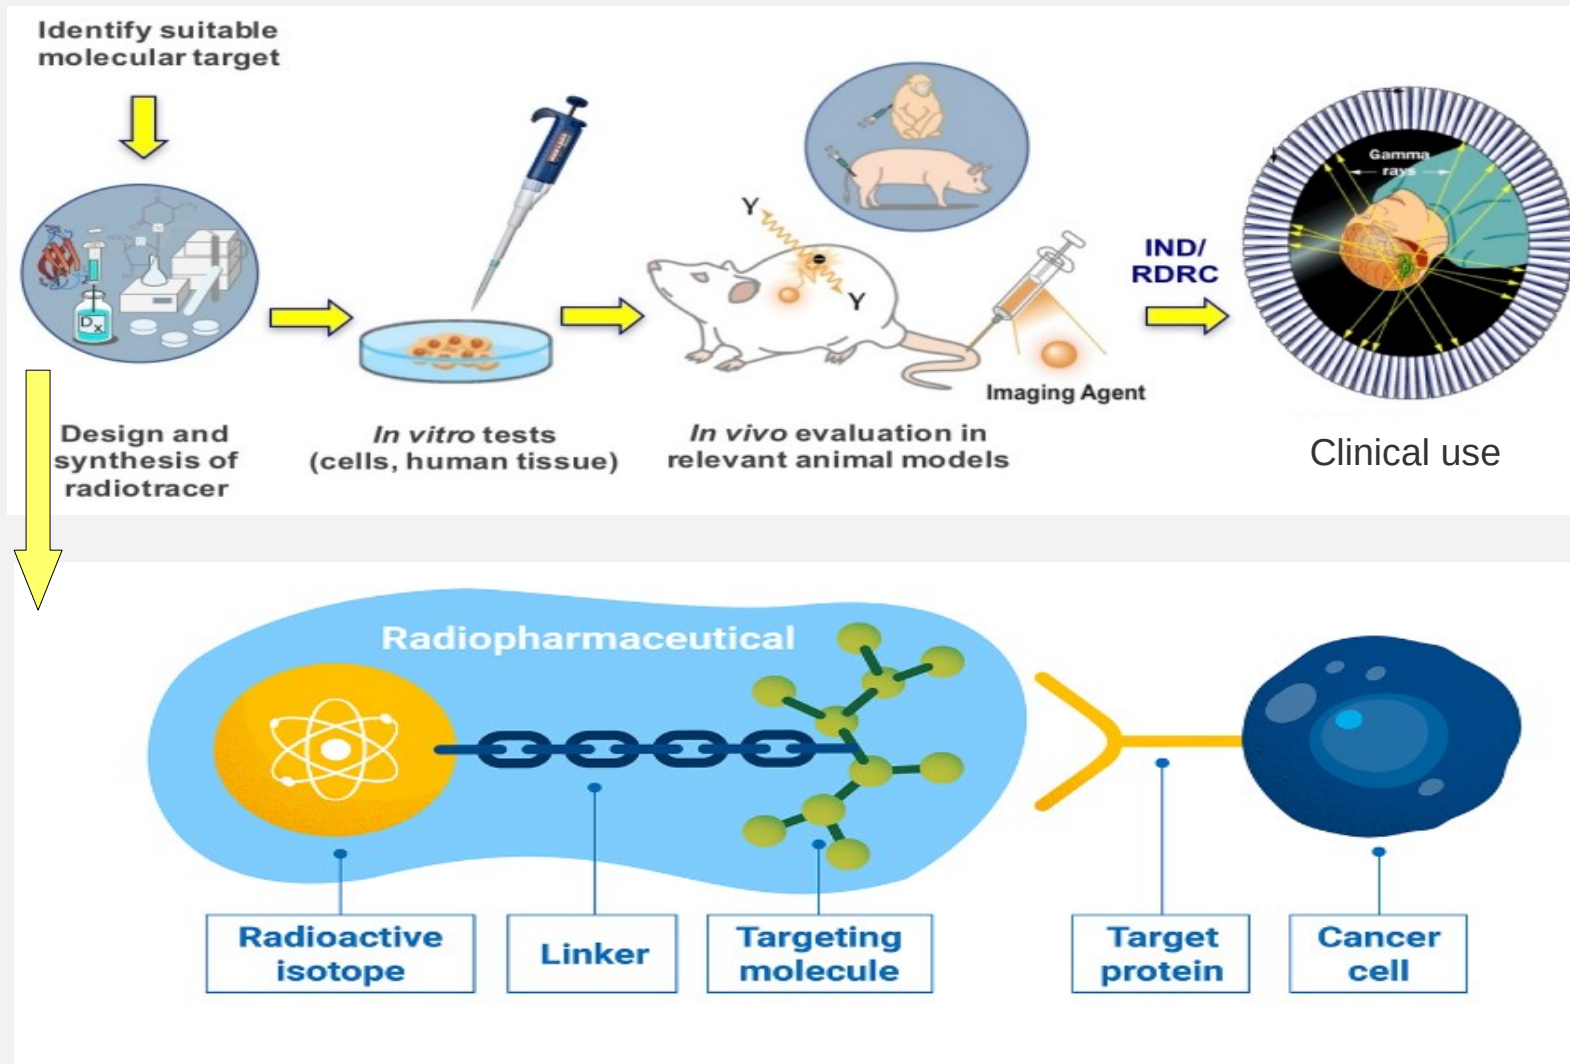 Identify suitable
molecular target
Dx
Design and
synthesis of
radiotracer
In vitro tests
(cells, human tissue)
Y
Y
Imaging Agent
In vivo evaluation in
relevant animal models
IND/
RDRC
Gamma
rays
Clinical use
Radiopharmaceutical
Radioactive
isotope
Linker
Targeting
molecule
Target
protein
Cancer
cell